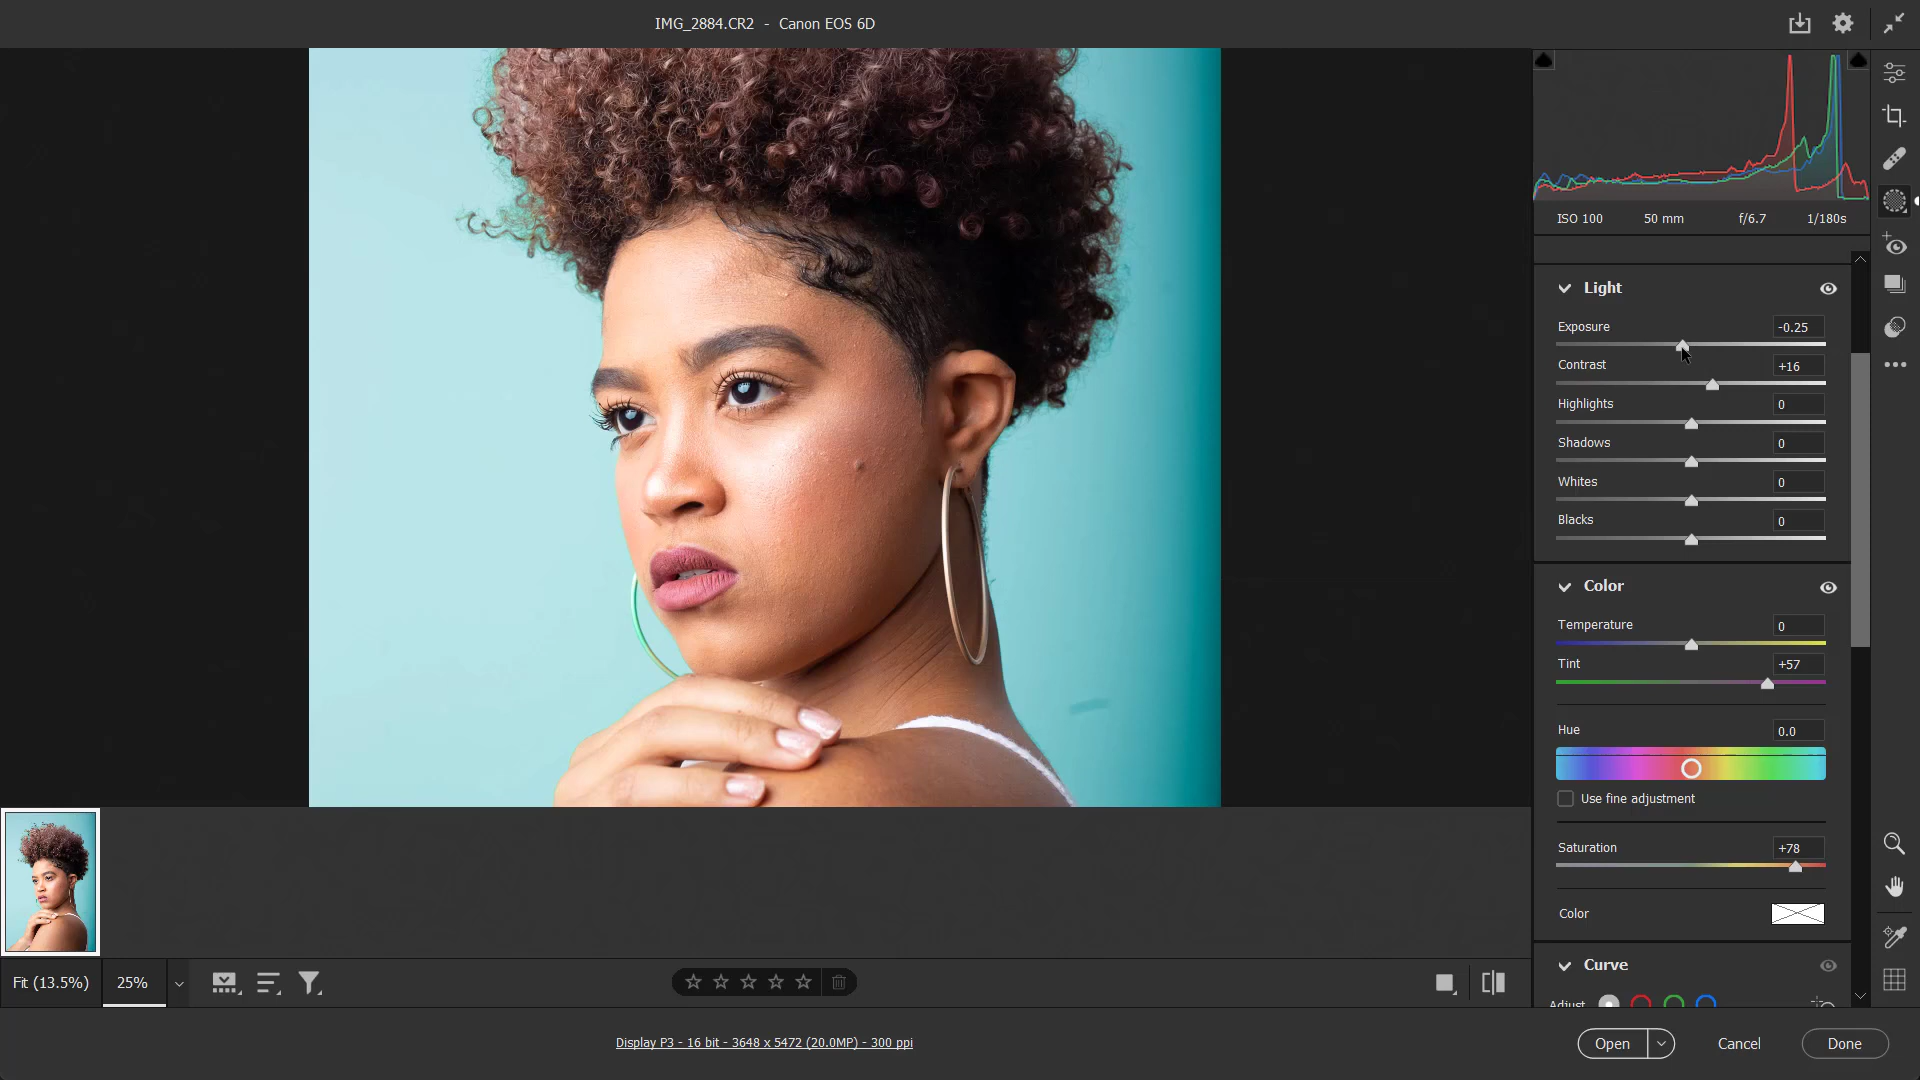 IMG_2884.CR2 - Canon EOS 6D
ISO 100 50 mm f/6.7 1/180s
Light
Exposure -0.25
Contrast +16
Highlights 0
Shadows 0
Whites 0
Blacks 0
Color
Temperature 0
Tint +57
Hue 0.0
Use fine adjustment
Saturation +78
Color
Curve
Adjust
Fit (13.5%) 25%
Display P3 - 16 bit - 3648 x 5472 (20.0MP) - 300 ppi
Open Cancel Done